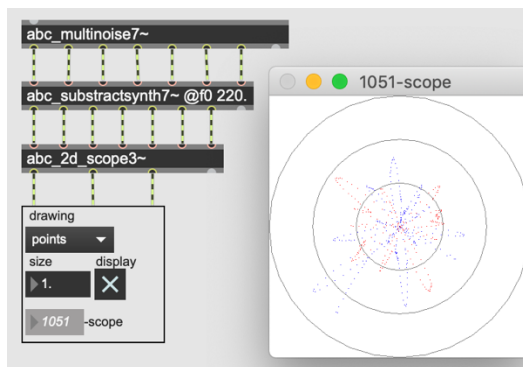 abc_multinoise7~
abc_substractsynth7~ @f0 220.
abc_2d_scope3~
drawing
points
size display
1.
1051 -scope
1051-scope